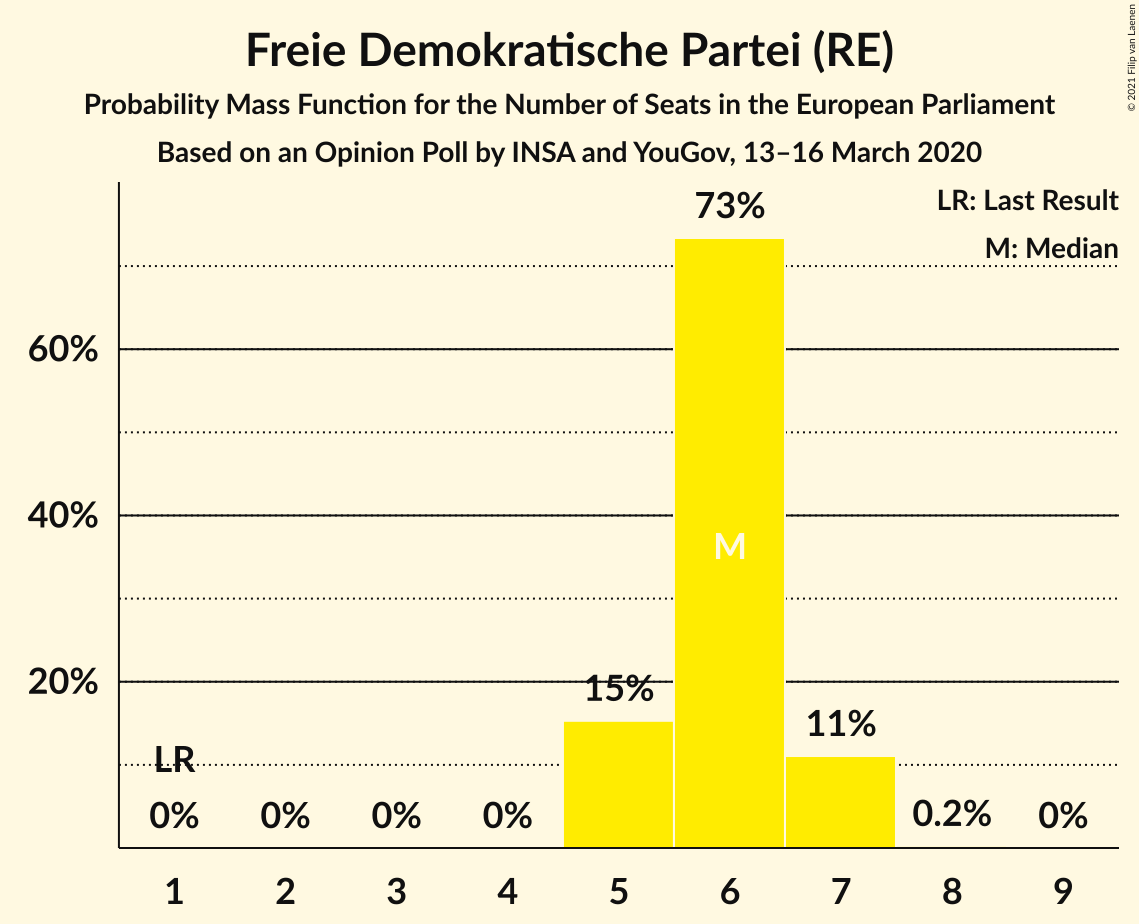 Freie Demokratische Partei (RE)
Probability Mass Function for the Number of Seats in the European Parliament
Based on an Opinion Poll by INSA and YouGov, 13–16 March 2020
© 2021 Filip van Laenen
LR: Last Result
M: Median
73%
60%
40%
M
20%
15%
11%
LR
0% 0% 0% 0% 0.2% 0%
1 2 3 4 5 6 7 8 9